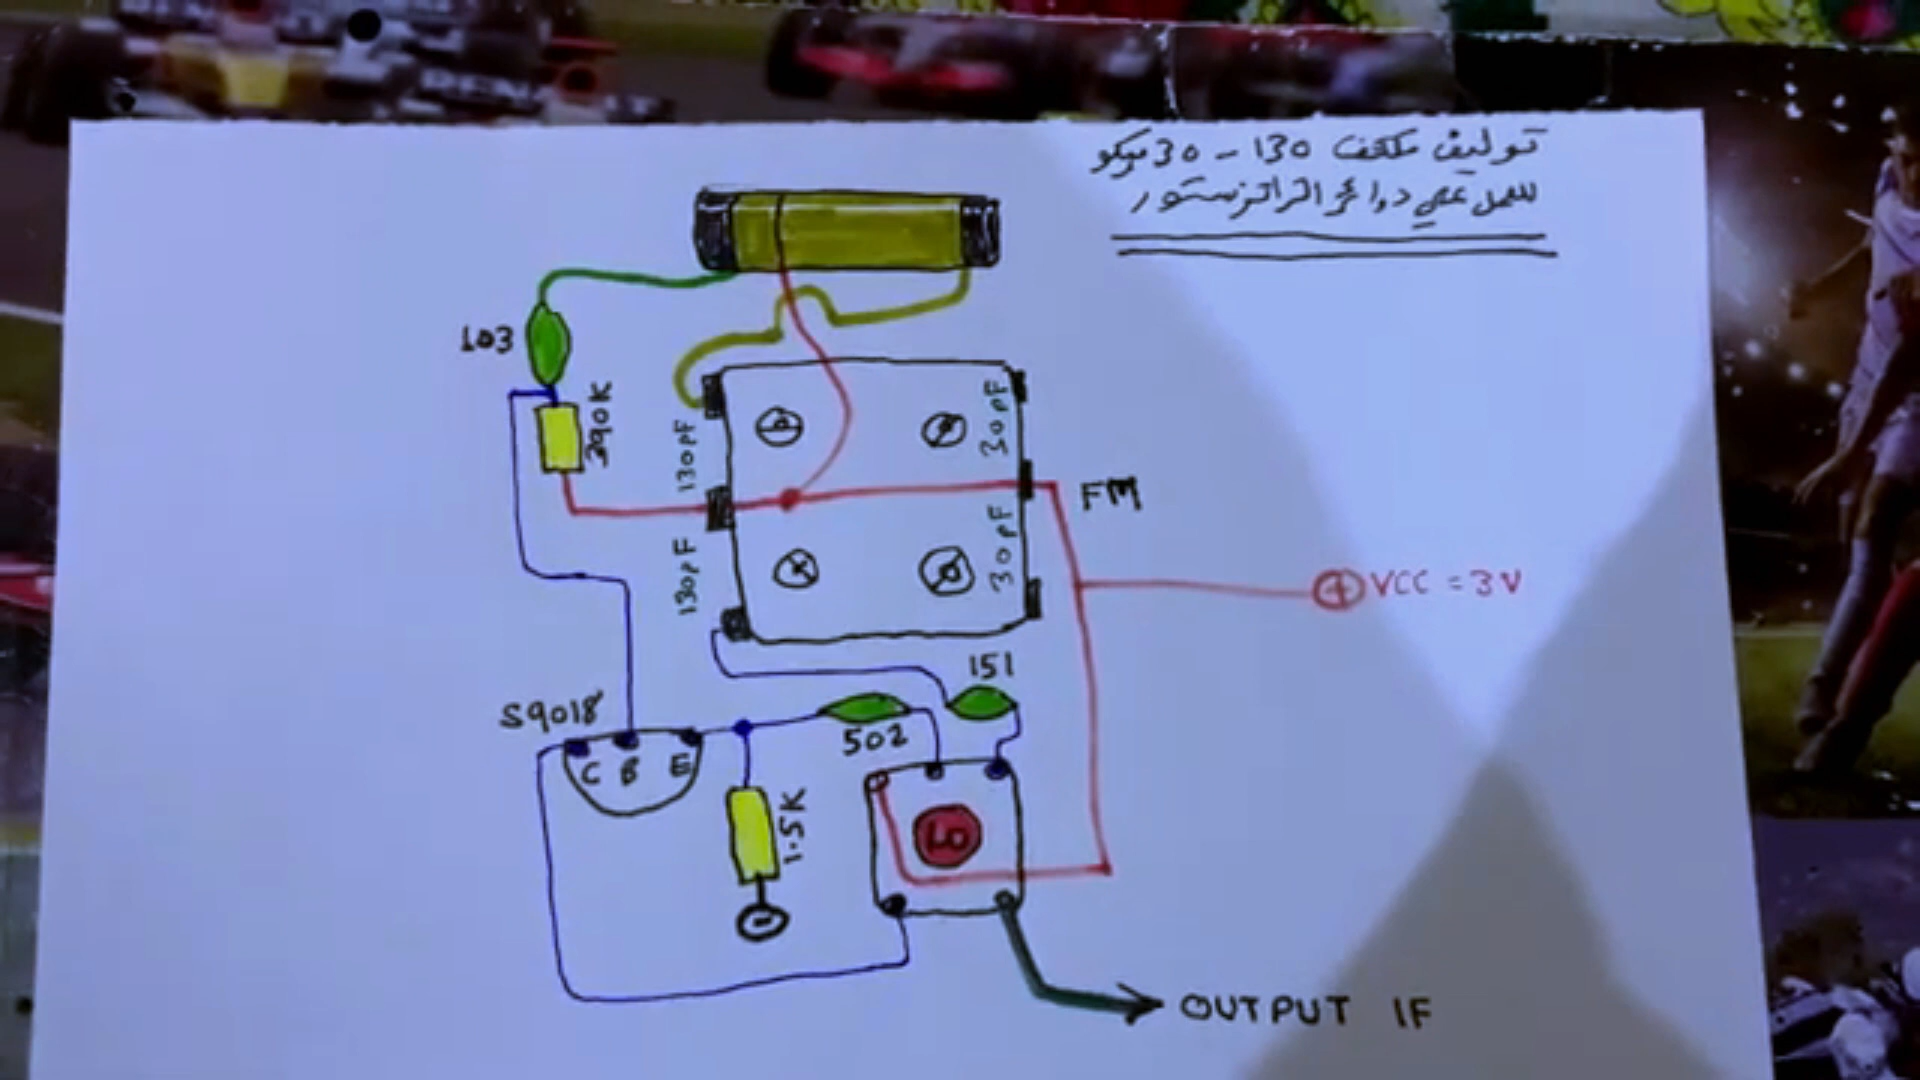 توليف مكثف 130 - 30 بيكو
للعمل على دوائر الترانزستور
103
390K
130pF
30pF
FM
130pF
30pF
VCC = 3V
151
S9018
502
C B E
1.5K
LO
OUTPUT IF